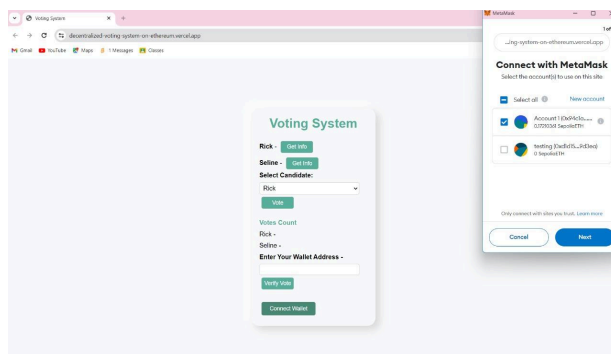 Voting System
decentralized-voting-system-on-ethereum.vercel.app
Gmail YouTube Maps Messages Classes
Voting System
Rick - Get Info
Seline - Get Info
Select Candidate:
Rick
Vote
Votes Count
Rick -
Seline -
Enter Your Wallet Address -
Verify Vote
Connect Wallet
MetaMask
1 of
...ing-system-on-ethereum.vercel.app
Connect with MetaMask
Select the account(s) to use on this site
Select all New account
Account 1
SepoliaETH
testing
0 SepoliaETH
Only connect with sites you trust. Learn more
Cancel Next